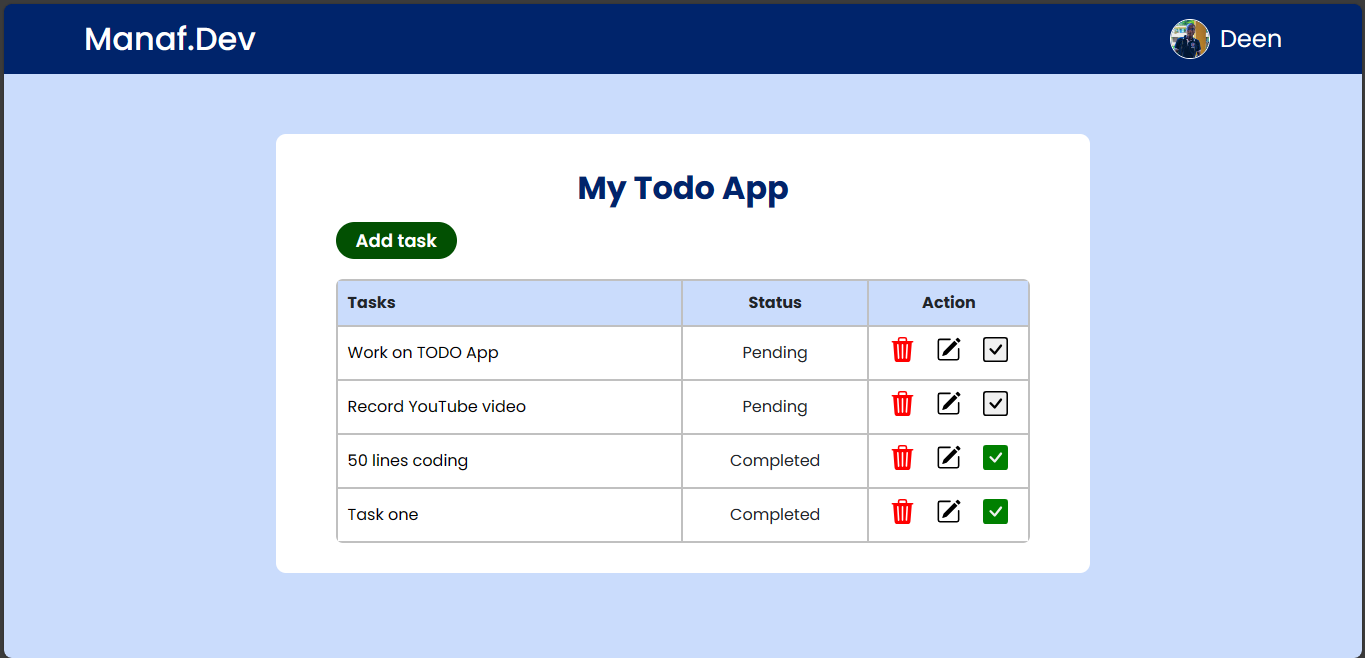 Manaf.Dev Deen
My Todo App
Add task
Tasks Status Action
Work on TODO App Pending
Record YouTube video Pending
50 lines coding Completed
Task one Completed